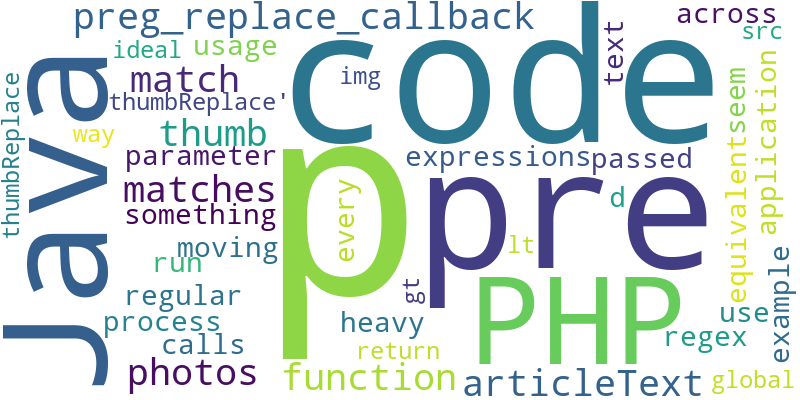 preg_replace_callback
across
ideal
usage
text
src
Java
code
match
img
thumbReplace
thumbReplace'
way
thumb
seem
application
parameter
expressions
passed
p
pre
matches
every
d
equivalent
something
moving
lt
run
gt
PHP
example
regular
process
heavy
use
calls
return
regex
photos
function
articleText
global